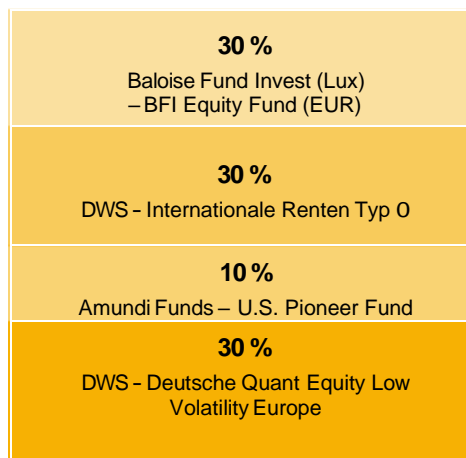 30 %
Baloise Fund Invest (Lux)
– BFI Equity Fund (EUR)
30 %
DWS - Internationale Renten Typ O
10 %
Amundi Funds – U.S. Pioneer Fund
30 %
DWS - Deutsche Quant Equity Low
Volatility Europe